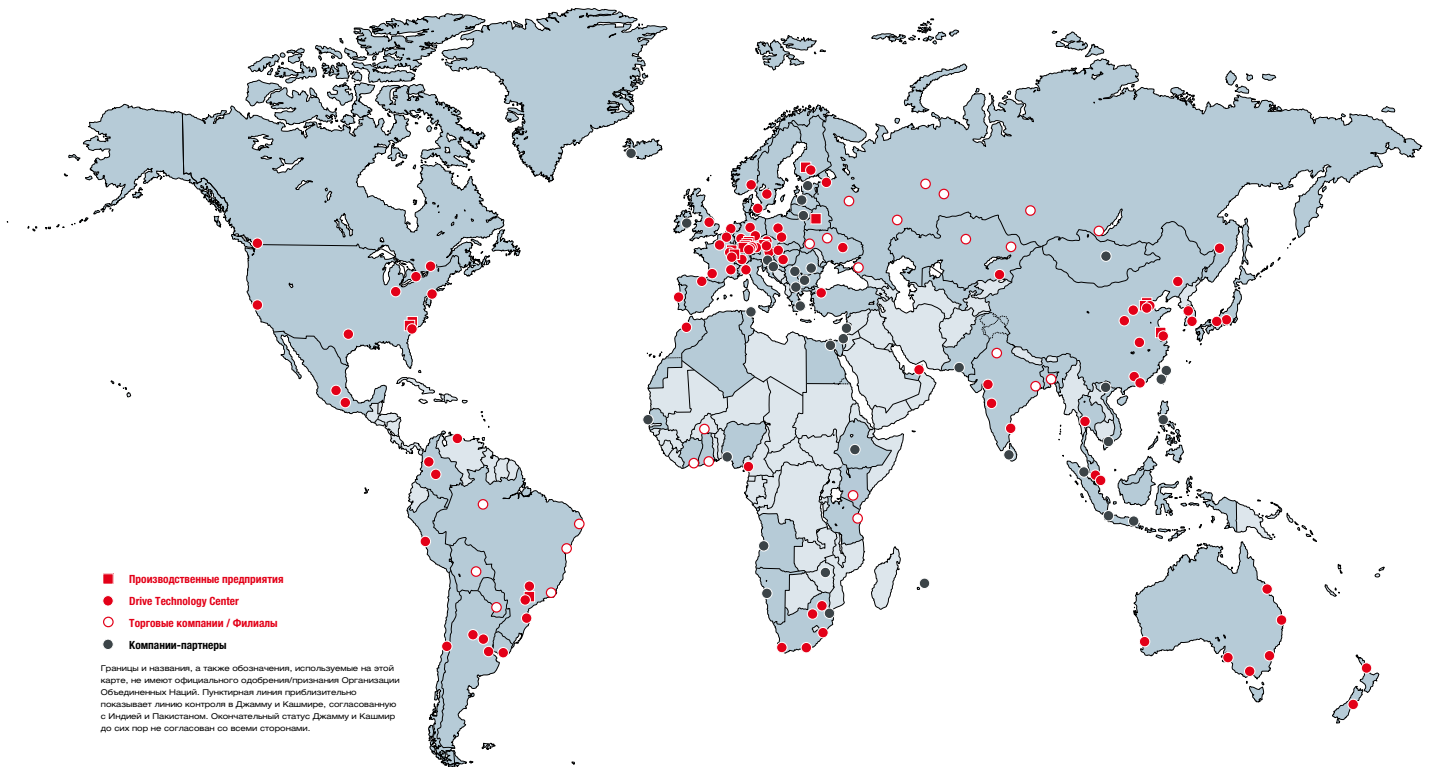 Производственные предприятия
Drive Technology Center
Торговые компании / Филиалы
Компании-партнеры
Границы и названия, а также обозначения, используемые на этой
карте, не имеют официального одобрения/признания Организации
Объединенных Наций. Пунктирная линия приблизительно
показывает линию контроля в Джамму и Кашмире, согласованную
с Индией и Пакистаном. Окончательный статус Джамму и Кашмир
до сих пор не согласован со всеми сторонами.